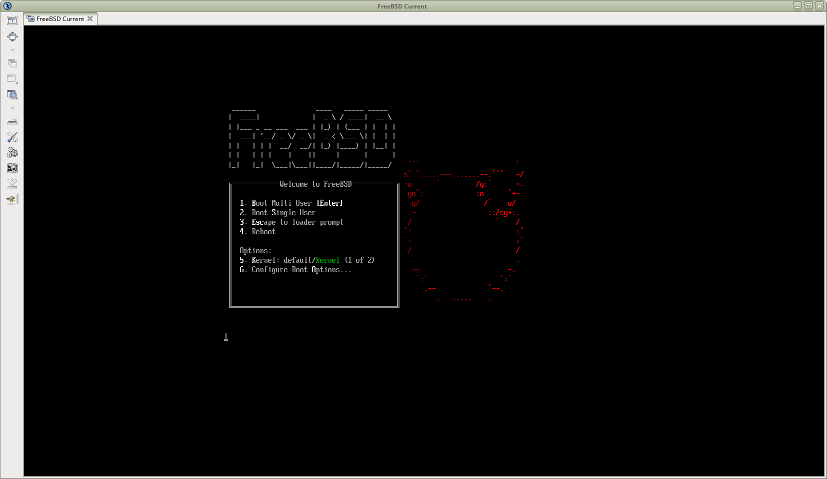 FreeBSD Current
FreeBSD Current
FreeBSD
Welcome to FreeBSD
1. Boot Multi User [Enter]
2. Boot Single User
3. Escape to loader prompt
4. Reboot
Options:
5. Kernel: default/kernel (1 of 2)
6. Configure Boot Options...